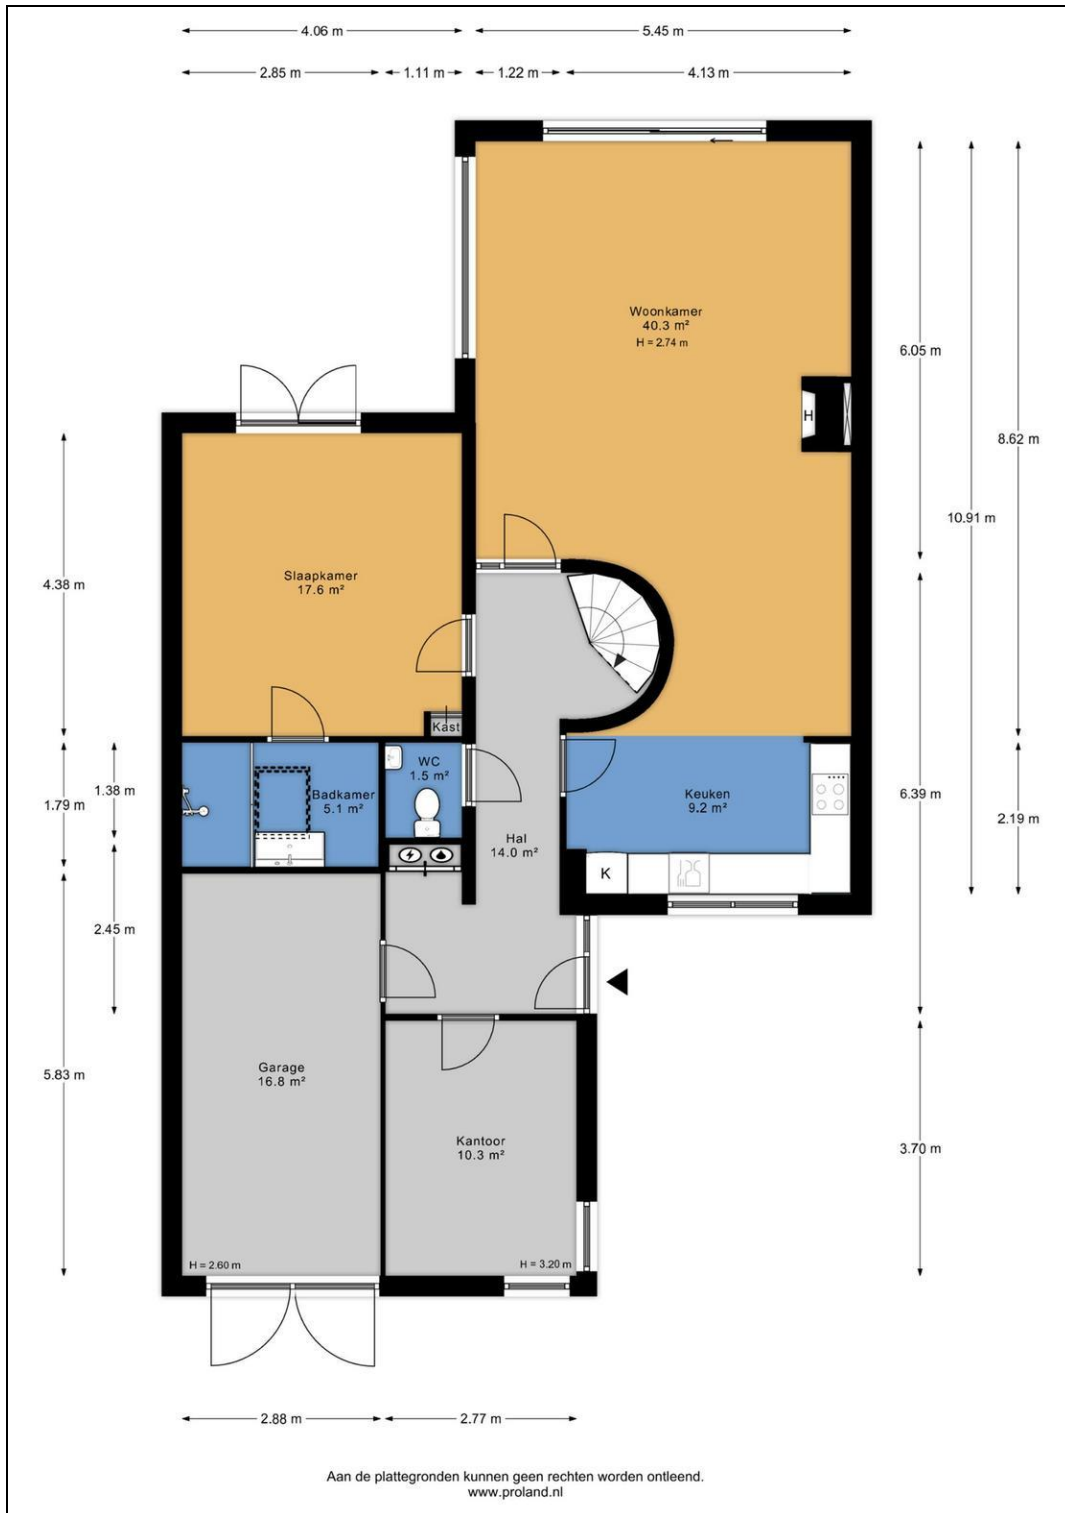 4.06 m
5.45 m
2.85 m
1.11 m
1.22 m
4.13 m
Woonkamer
40.3 m²
H = 2.74 m
6.05 m
H
8.62 m
10.91 m
Slaapkamer
17.6 m²
4.38 m
Kast
WC
1.5 m²
Badkamer
5.1 m²
1.38 m
1.79 m
Keuken
9.2 m²
6.39 m
2.19 m
Hal
14.0 m²
K
2.45 m
Garage
16.8 m²
5.83 m
Kantoor
10.3 m²
3.70 m
H = 2.60 m
H = 3.20 m
2.88 m
2.77 m
Aan de plattegronden kunnen geen rechten worden ontleend.
www.proland.nl